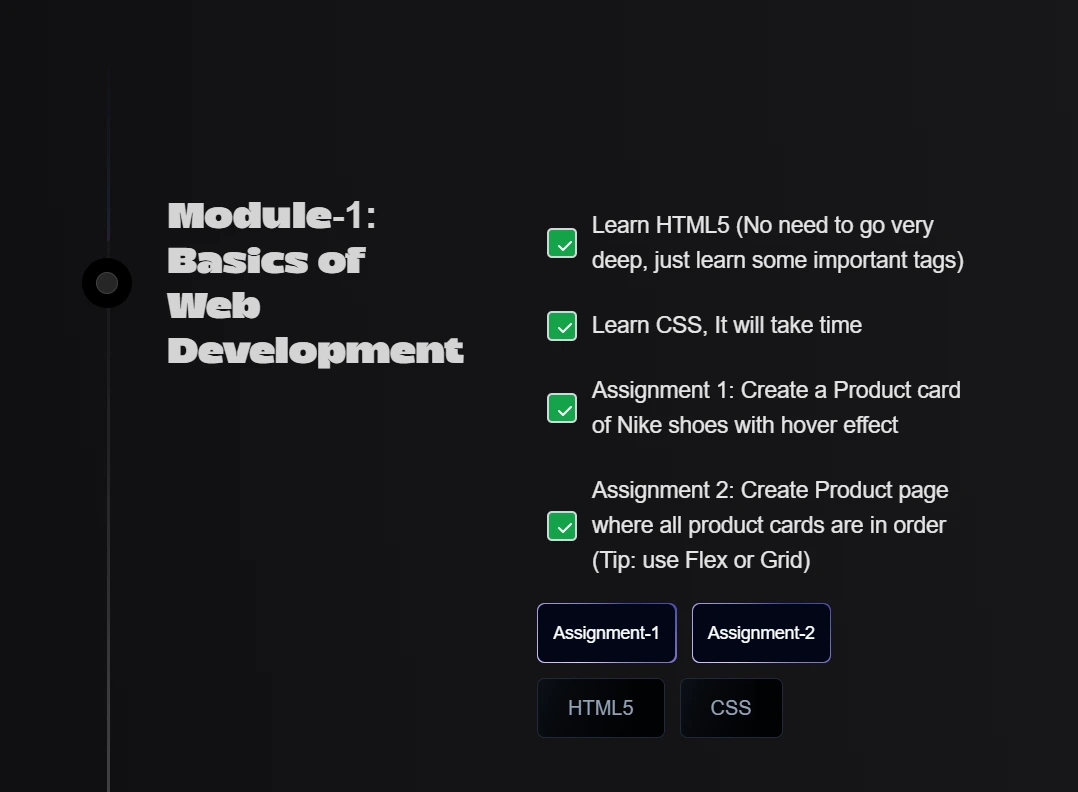 Module-1:
Basics of
Web
Development
Learn HTML5 (No need to go very
deep, just learn some important tags)
Learn CSS, It will take time
Assignment 1: Create a Product card
of Nike shoes with hover effect
Assignment 2: Create Product page
where all product cards are in order
(Tip: use Flex or Grid)
Assignment-1
Assignment-2
HTML5
CSS